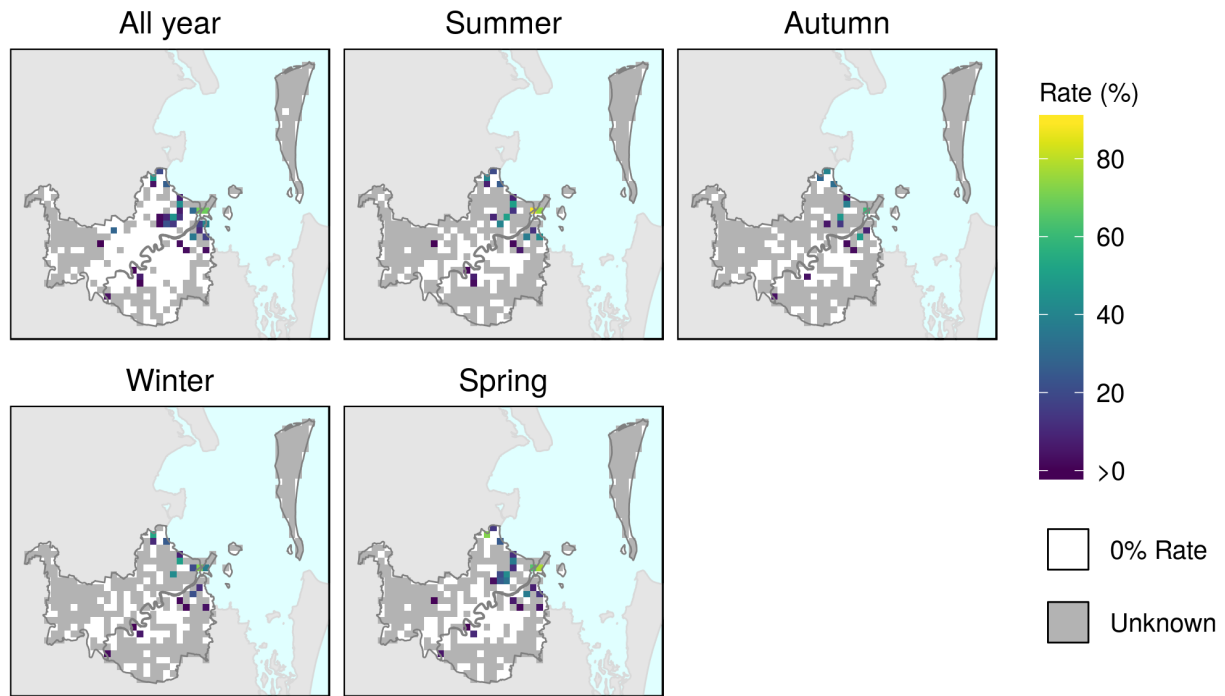 All year
Summer
Autumn
Rate (%)
80
60
40
20
>0
0% Rate
Unknown
Winter
Spring